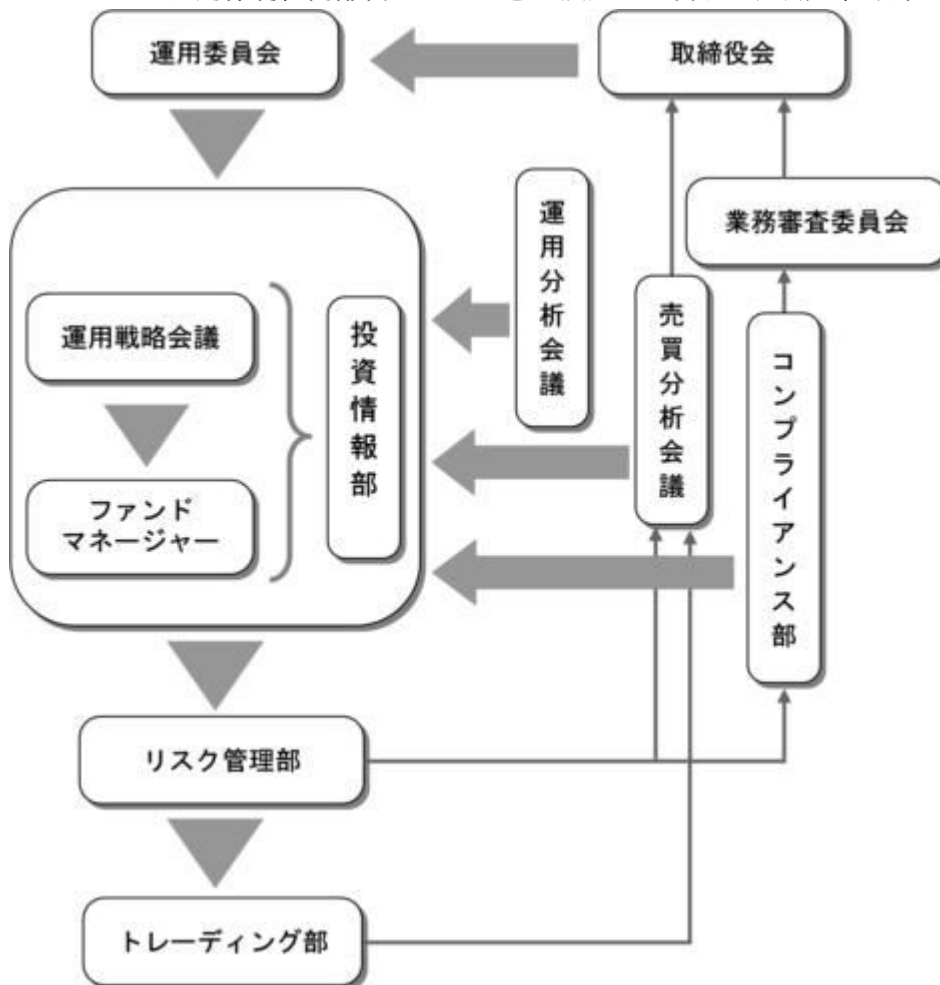 運用委員会
取締役会
運用分析会議
業務審査委員会
運用戦略会議
投資情報部
売買分析会議
コンプライアンス部
ファンド
マネージャー
リスク管理部
トレーディング部